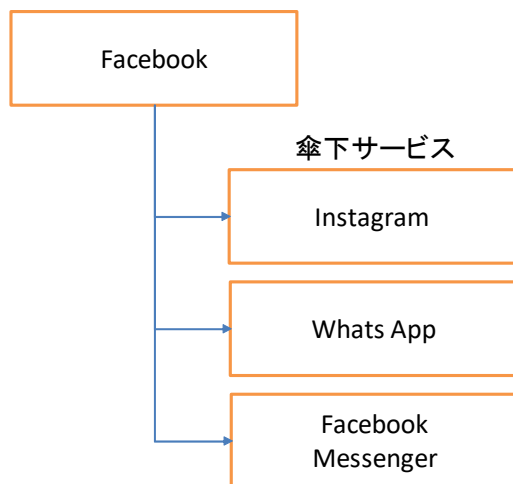 Facebook
傘下サービス
Instagram
Whats App
Facebook
Messenger